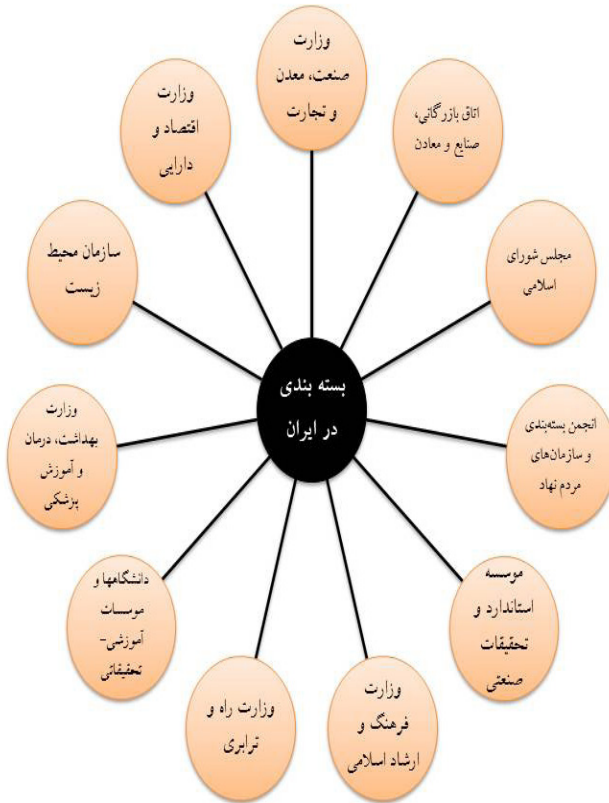 وزارت
صنعت، معدن
و تجارت
اتاق بازرگانی،
صنایع و معادن
مجلس شورای
اسلامی
انجمن بسته‌بندی
و سازمان‌های
مردم نهاد
موسسه
استاندارد و
تحقیقات
صنعتی
وزارت
فرهنگ و
ارشاد اسلامی
وزارت راه و
ترابری
دانشگاهها و
موسسات
آموزشی-
تحقیقاتی
وزارت
بهداشت، درمان
و آموزش
پزشکی
سازمان محیط
زیست
وزارت
اقتصاد و
دارایی
بسته بندی
در ایران